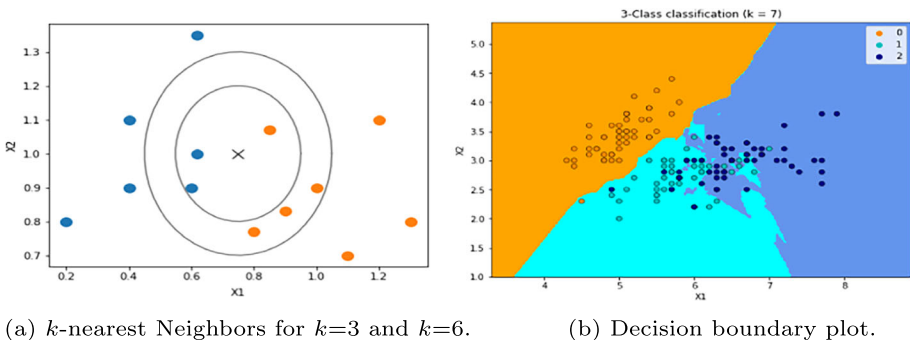 3-Class classification (k = 7)
1.3
1.2
1.1
1.0
0.9
0.8
0.7
X2
0.2 0.4 0.6 0.8 1.0 1.2
X1
5.0
4.5
4.0
3.5
3.0
2.5
2.0
1.5
1.0
X2
4 5 6 7 8
X1
0
1
2
(a) k-nearest Neighbors for k=3 and k=6.
(b) Decision boundary plot.